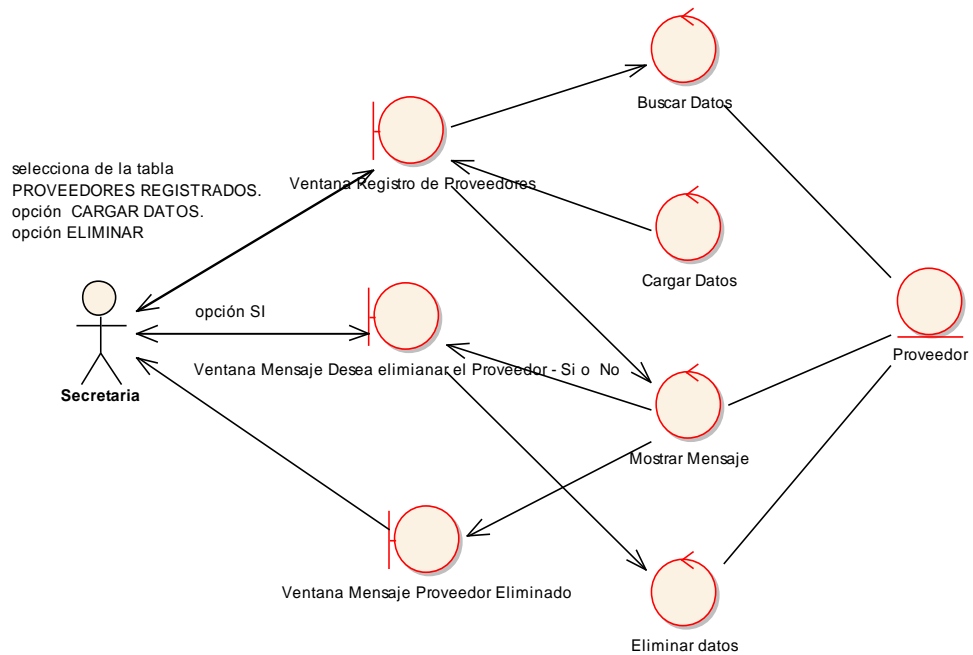 Buscar Datos
selecciona de la tabla
PROVEEDORES REGISTRADOS.
opción CARGAR DATOS.
opción ELIMINAR
Ventana Registro de Proveedores
Cargar Datos
opción SI
Proveedor
Ventana Mensaje Desea elimianar el Proveedor - Si o No
Secretaria
Mostrar Mensaje
Ventana Mensaje Proveedor Eliminado
Eliminar datos